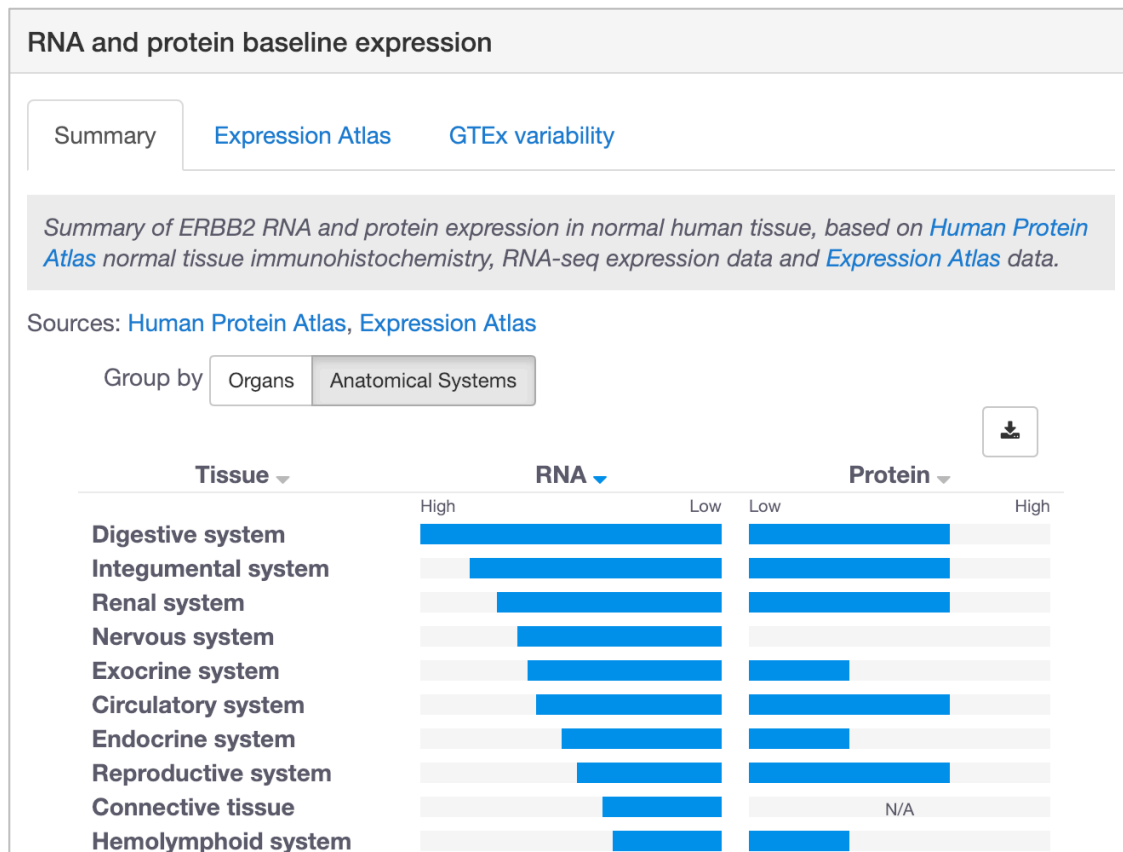 RNA and protein baseline expression
Summary Expression Atlas GTEx variability
Summary of ERBB2 RNA and protein expression in normal human tissue, based on Human Protein
Atlas normal tissue immunohistochemistry, RNA-seq expression data and Expression Atlas data.
Sources: Human Protein Atlas, Expression Atlas
Group by Organs Anatomical Systems
Tissue RNA Protein
High Low Low High
Digestive system
Integumental system
Renal system
Nervous system
Exocrine system
Circulatory system
Endocrine system
Reproductive system
Connective tissue N/A
Hemolymphoid system